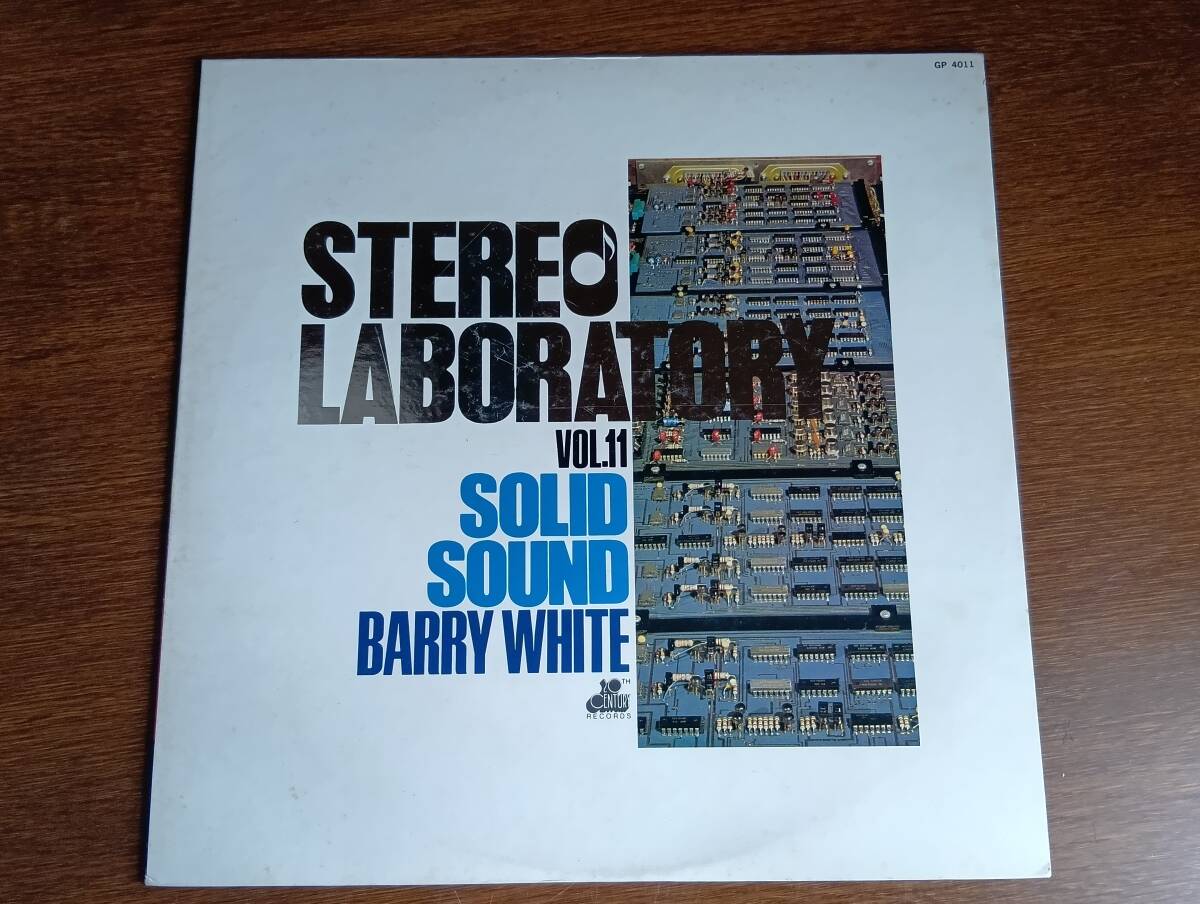 GP 4011
STEREO
LABORATORY
VOL.11
SOLID
SOUND
BARRY WHITE
20TH
CENTURY
RECORDS